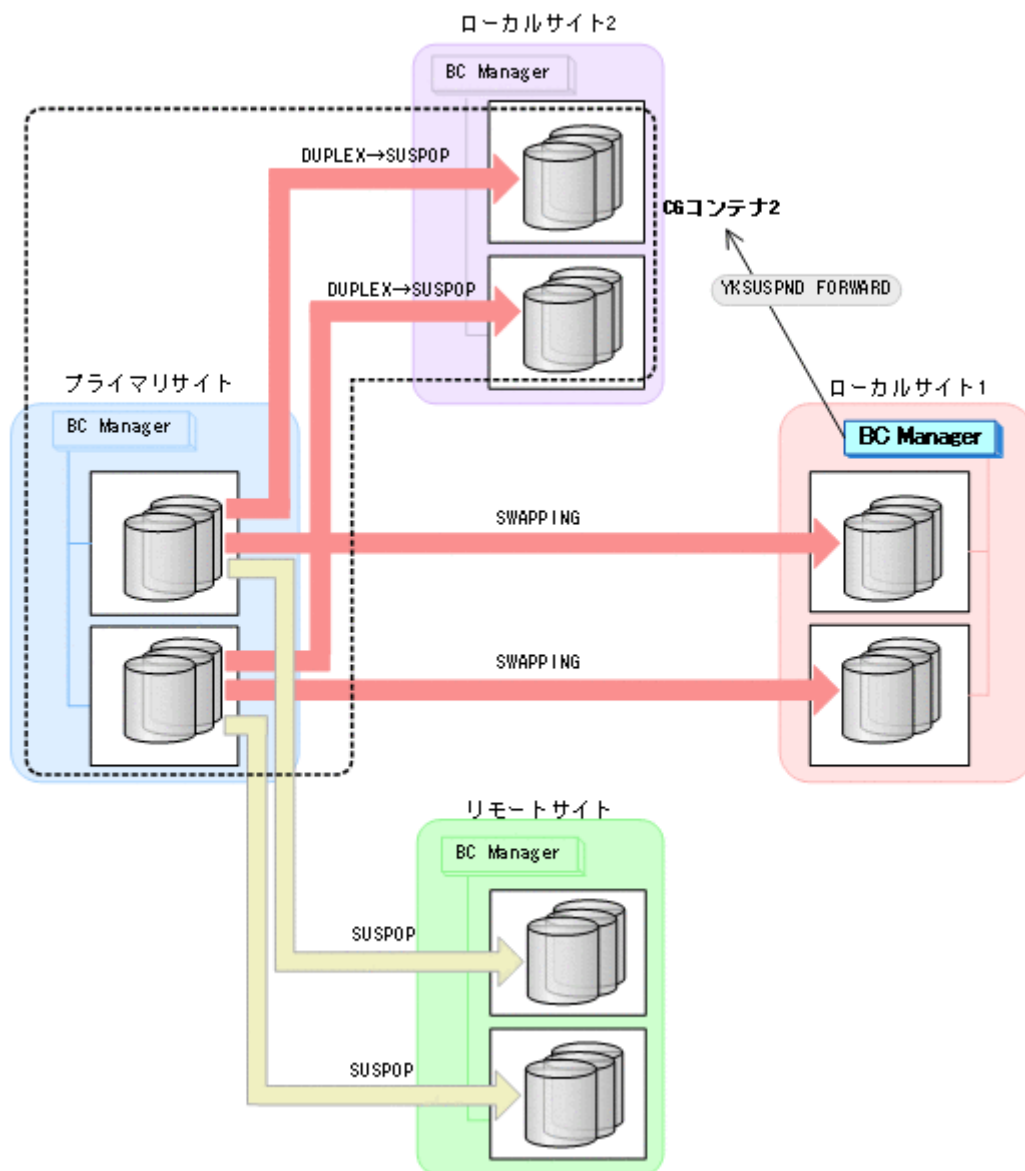 ローカルサイト2
BC Manager
DUPLEX→SUSPOP
CGコンテナ2
DUPLEX→SUSPOP
YKSUSPND FORWARD
プライマリサイト
ローカルサイト1
BC Manager
BC Manager
SWAPPING
SWAPPING
リモートサイト
BC Manager
SUSPOP
SUSPOP